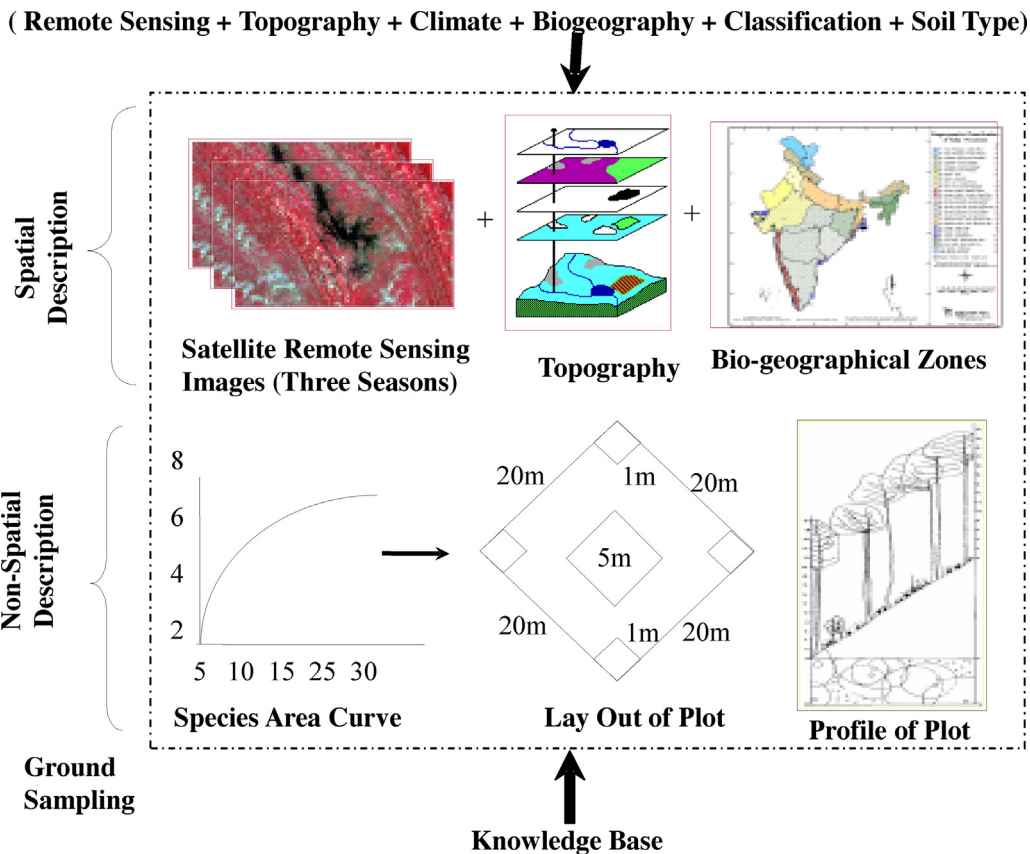 ( Remote Sensing + Topography + Climate + Biogeography + Classification + Soil Type)
Spatial
Description
+
+
Satellite Remote Sensing
Images (Three Seasons)
Topography
Bio-geographical Zones
Non-Spatial
Description
8
6
4
2
5 10 15 25 30
Species Area Curve
20m
1m
20m
5m
20m
1m
20m
Lay Out of Plot
Profile of Plot
Ground
Sampling
Knowledge Base